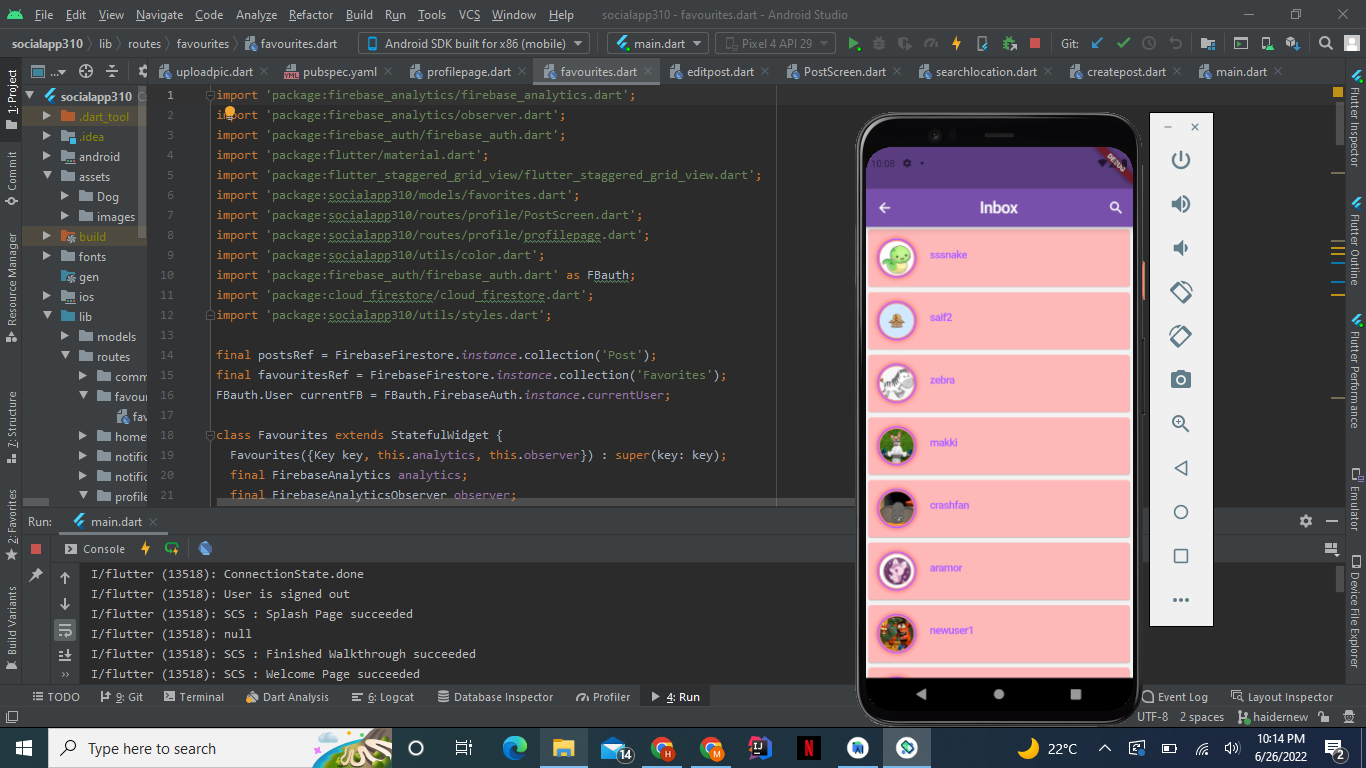 File Edit View Navigate Code Analyze Refactor Build Run Tools VCS Window Help socialapp310 - favourites.dart - Android Studio
socialapp310 lib routes favourites favourites.dart Android SDK built for x86 (mobile) main.dart Pixel 4 API 29 Git:
... uploadpic.dart pubspec.yaml profilepage.dart favourites.dart editpost.dart PostScreen.dart searchlocation.dart createpost.dart main.dart
1: Project
Commit
Resource Manager
7: Structure
2: Favorites
Build Variants
socialapp310
.dart_tool
.idea
android
assets
Dog
images
build
fonts
gen
ios
lib
models
routes
comm
favour
fav
home
notific
notific
profile
1 import 'package:firebase_analytics/firebase_analytics.dart';
2 import 'package:firebase_analytics/observer.dart';
3 import 'package:firebase_auth/firebase_auth.dart';
4 import 'package:flutter/material.dart';
5 import 'package:flutter_staggered_grid_view/flutter_staggered_grid_view.dart';
6 import 'package:socialapp310/models/favorites.dart';
7 import 'package:socialapp310/routes/profile/PostScreen.dart';
8 import 'package:socialapp310/routes/profile/profilepage.dart';
9 import 'package:socialapp310/utils/color.dart';
10 import 'package:firebase_auth/firebase_auth.dart' as FBauth;
11 import 'package:cloud_firestore/cloud_firestore.dart';
12 import 'package:socialapp310/utils/styles.dart';
13
14 final postsRef = FirebaseFirestore.instance.collection('Post');
15 final favouritesRef = FirebaseFirestore.instance.collection('Favorites');
16 FBauth.User currentFB = FBauth.FirebaseAuth.instance.currentUser;
17
18 class Favourites extends StatefulWidget {
19 Favourites({Key key, this.analytics, this.observer}) : super(key: key);
20 final FirebaseAnalytics analytics;
21 final FirebaseAnalyticsObserver observer;
10:08
DEBUG
Inbox
sssnake
saif2
zebra
makki
crashfan
aramor
newuser1
Flutter Inspector
Flutter Outline
Flutter Performance
Emulator
Device File Explorer
Run: main.dart
Console
I/flutter (13518): ConnectionState.done
I/flutter (13518): User is signed out
I/flutter (13518): SCS : Splash Page succeeded
I/flutter (13518): null
I/flutter (13518): SCS : Finished Walkthrough succeeded
I/flutter (13518): SCS : Welcome Page succeeded
TODO 9: Git Terminal Dart Analysis 6: Logcat Database Inspector Profiler 4: Run Event Log Layout Inspector
UTF-8 2 spaces haidernew
Type here to search 14 H M N 22°C 10:14 PM
6/26/2022 2